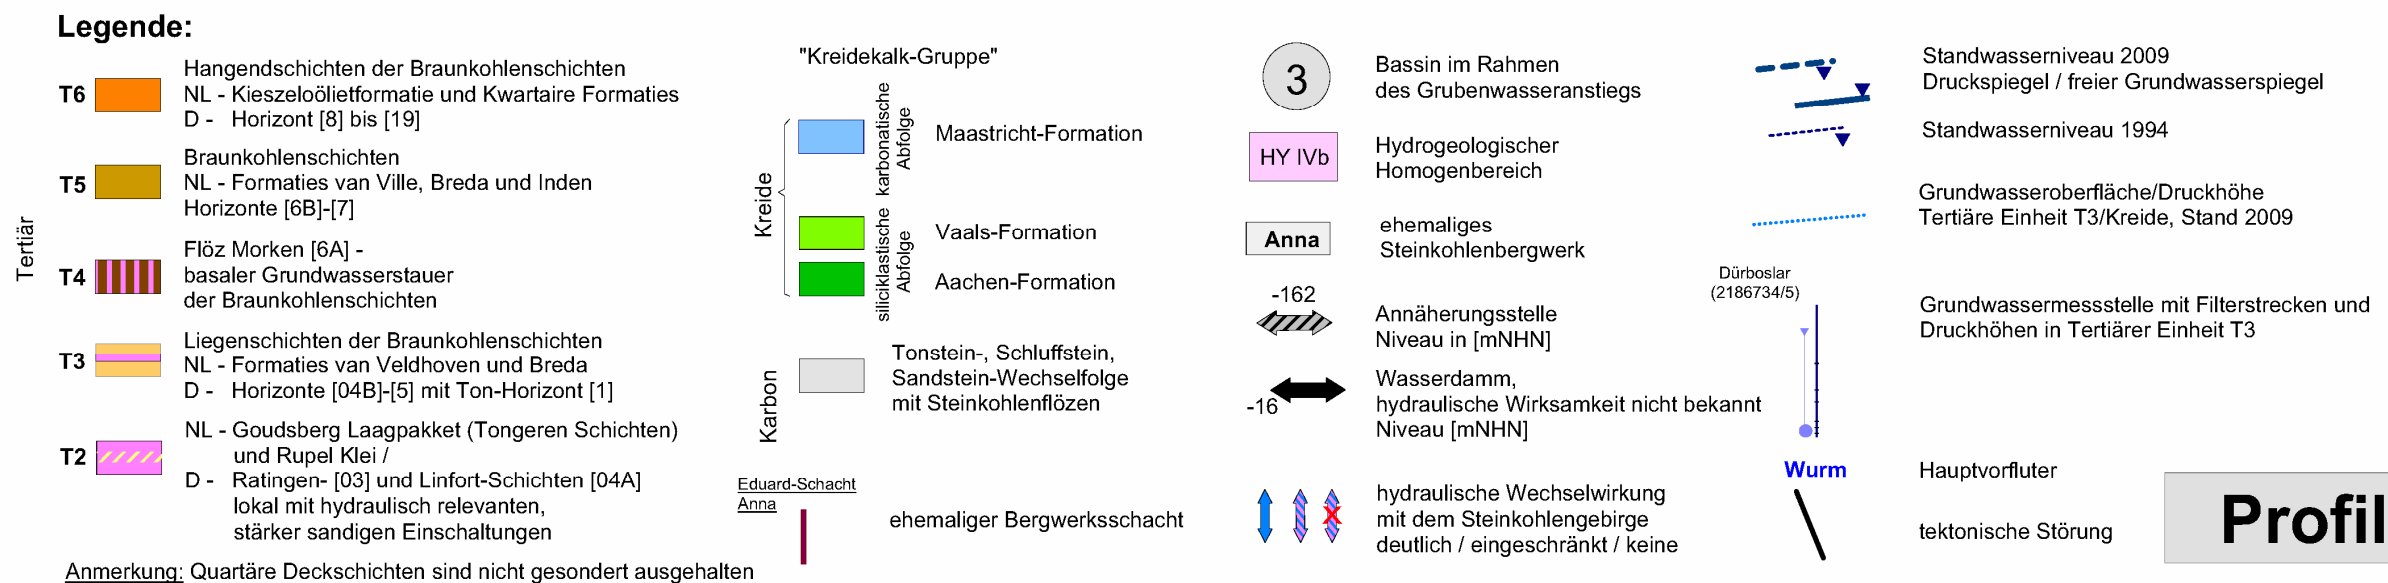 Legende:
Tertiär
T6
Hangendschichten der Braunkohlenschichten
NL - Kieszeloölietformatie und Kwartaire Formaties
D - Horizont [8] bis [19]
T5
Braunkohlenschichten
NL - Formaties van Ville, Breda und Inden
Horizonte [6B]-[7]
T4
Flöz Morken [6A] -
basaler Grundwasserstauer
der Braunkohlenschichten
T3
Liegenschichten der Braunkohlenschichten
NL - Formaties van Veldhoven und Breda
D - Horizonte [04B]-[5] mit Ton-Horizont [1]
T2
NL - Goudsberg Laagpakket (Tongeren Schichten)
und Rupel Klei /
D - Ratingen- [03] und Linfort-Schichten [04A]
lokal mit hydraulisch relevanten,
stärker sandigen Einschaltungen
Anmerkung: Quartäre Deckschichten sind nicht gesondert ausgehalten
"Kreidekalk-Gruppe"
Kreide
karbonatische
Abfolge
Maastricht-Formation
siliciklastische
Abfolge
Vaals-Formation
Aachen-Formation
Karbon
Tonstein-, Schluffstein,
Sandstein-Wechselfolge
mit Steinkohlenflözen
Eduard-Schacht
Anna
ehemaliger Bergwerksschacht
3
Bassin im Rahmen
des Grubenwasseranstiegs
HY IVb
Hydrogeologischer
Homogenbereich
Anna
ehemaliges
Steinkohlenbergwerk
-162
Annäherungsstelle
Niveau in [mNHN]
-16
Wasserdamm,
hydraulische Wirksamkeit nicht bekannt
Niveau [mNHN]
hydraulische Wechselwirkung
mit dem Steinkohlengebirge
deutlich / eingeschränkt / keine
Standwasserniveau 2009
Druckspiegel / freier Grundwasserspiegel
Standwasserniveau 1994
Grundwasseroberfläche/Druckhöhe
Tertiäre Einheit T3/Kreide, Stand 2009
Dürboslar
(2186734/5)
Grundwassermessstelle mit Filterstrecken und
Druckhöhen in Tertiärer Einheit T3
Wurm
Hauptvorfluter
tektonische Störung
Profil